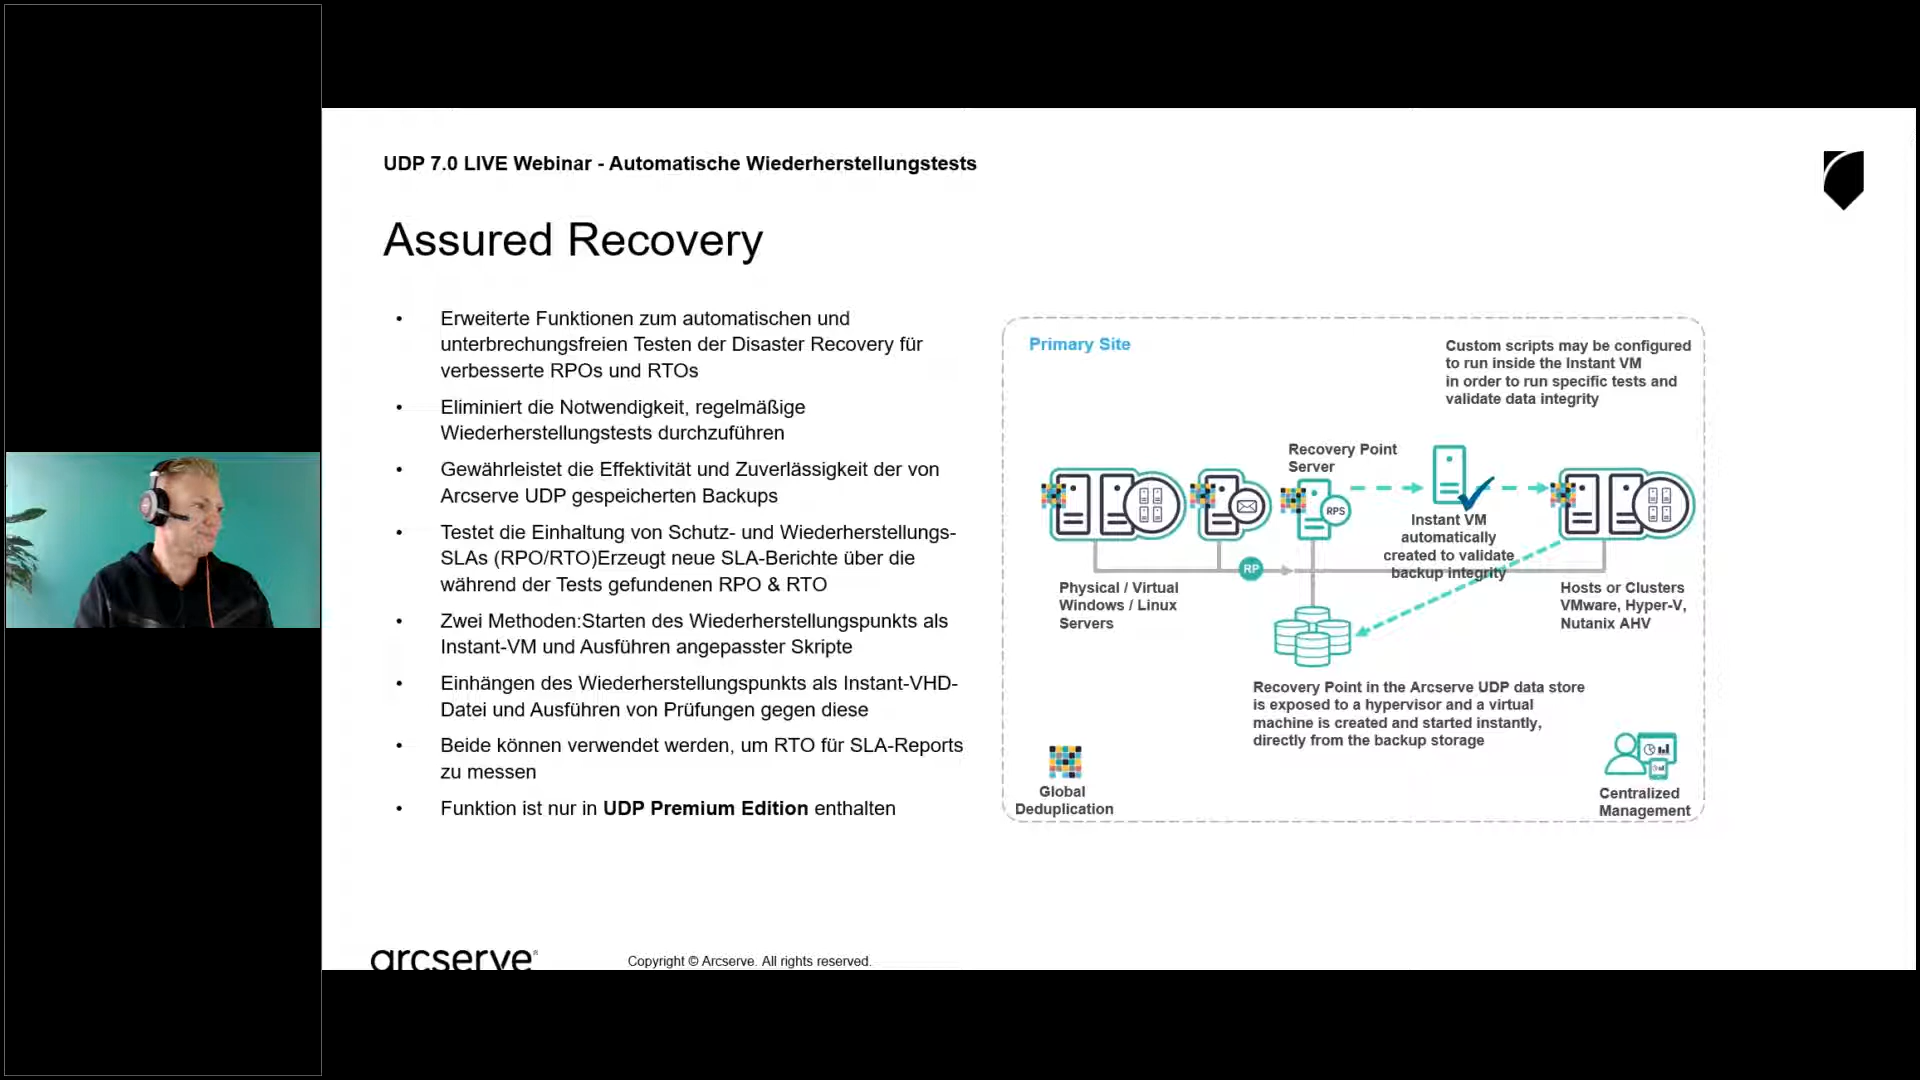 UDP 7.0 LIVE Webinar - Automatische Wiederherstellungstests
Assured Recovery
• Erweiterte Funktionen zum automatischen und
unterbrechungsfreien Testen der Disaster Recovery für
verbesserte RPOs und RTOs
• Eliminiert die Notwendigkeit, regelmäßige
Wiederherstellungstests durchzuführen
• Gewährleistet die Effektivität und Zuverlässigkeit der von
Arcserve UDP gespeicherten Backups
• Testet die Einhaltung von Schutz- und Wiederherstellungs-
SLAs (RPO/RTO)Erzeugt neue SLA-Berichte über die
während der Tests gefundenen RPO & RTO
• Zwei Methoden:Starten des Wiederherstellungspunkts als
Instant-VM und Ausführen angepasster Skripte
• Einhängen des Wiederherstellungspunkts als Instant-VHD-
Datei und Ausführen von Prüfungen gegen diese
• Beide können verwendet werden, um RTO für SLA-Reports
zu messen
• Funktion ist nur in UDP Premium Edition enthalten
Primary Site
Custom scripts may be configured
to run inside the Instant VM
in order to run specific tests and
validate data integrity
Recovery Point
Server
RPS
Instant VM
automatically
created to validate
backup integrity
RP
Physical / Virtual
Windows / Linux
Servers
Hosts or Clusters
VMware, Hyper-V,
Nutanix AHV
Recovery Point in the Arcserve UDP data store
is exposed to a hypervisor and a virtual
machine is created and started instantly,
directly from the backup storage
Global
Deduplication
Centralized
Management
arcserve®
Copyright © Arcserve. All rights reserved.